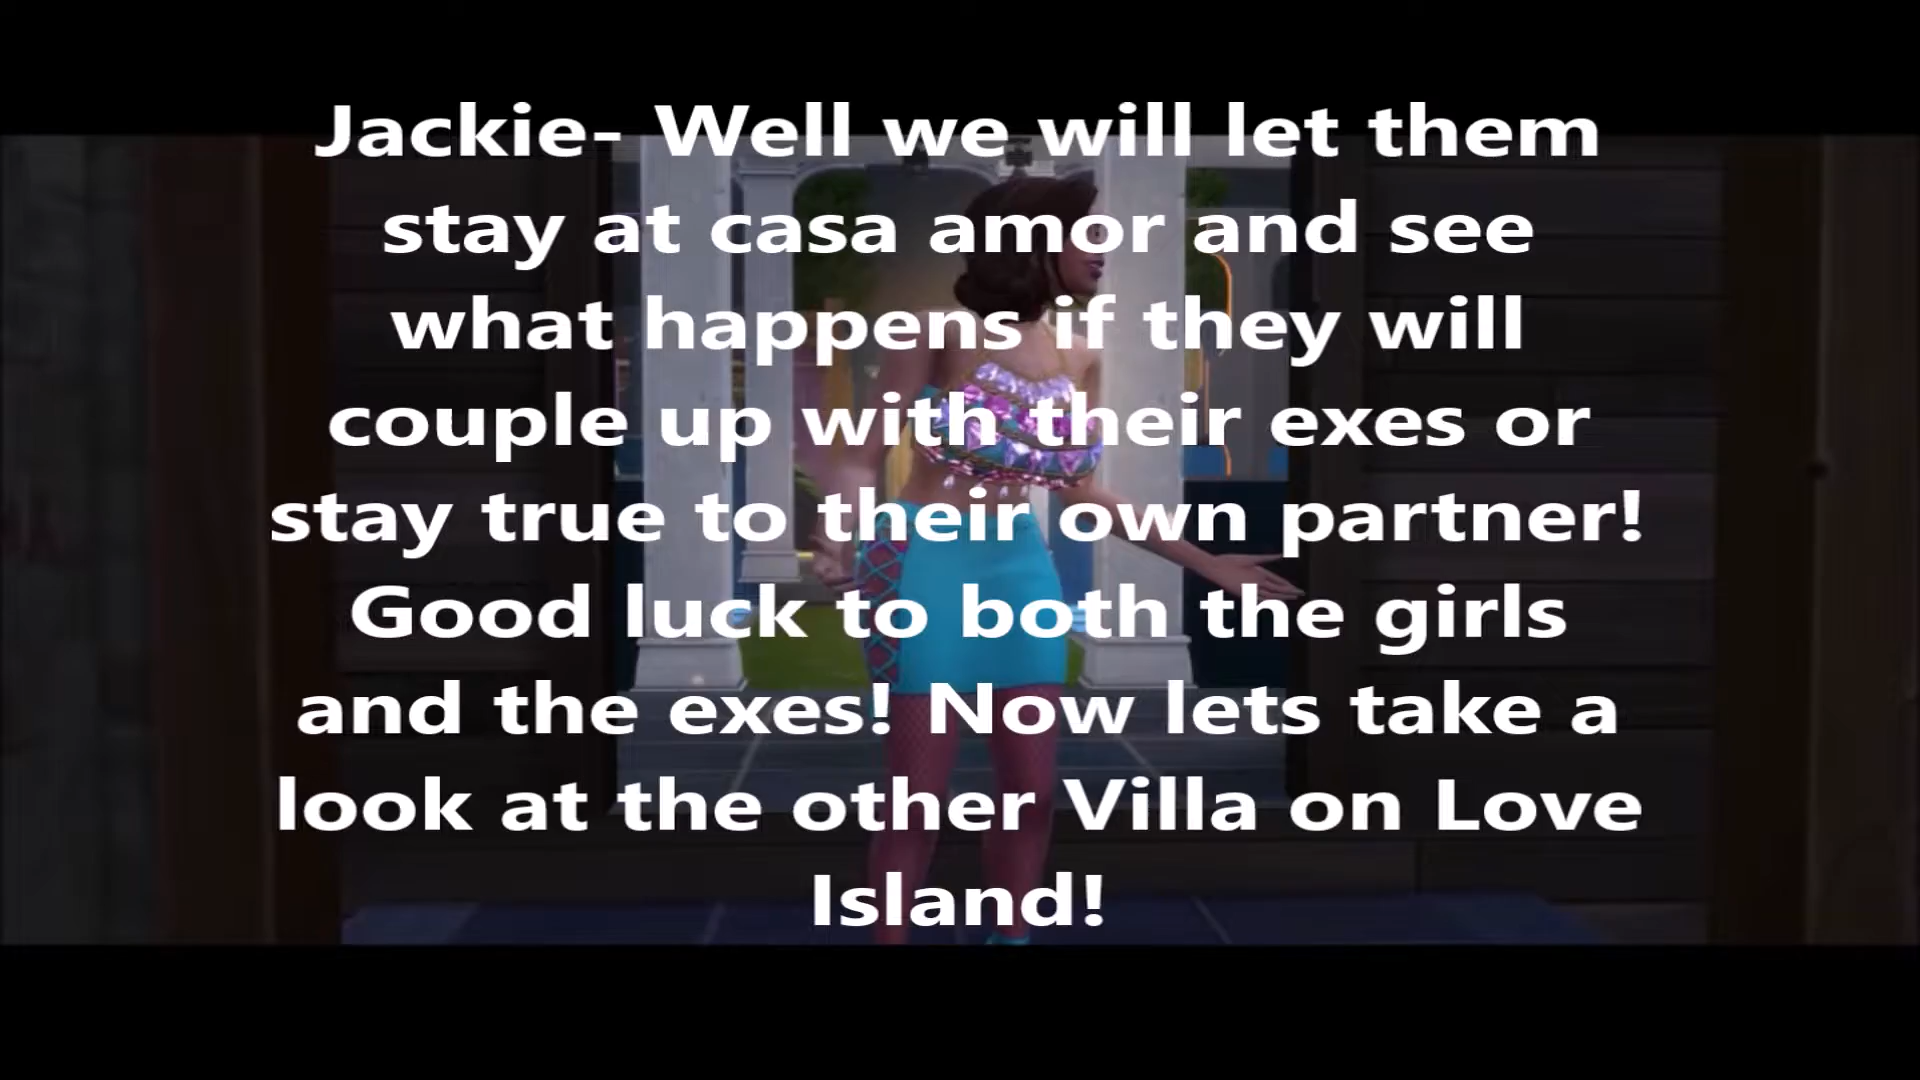 Jackie- Well we will let them
stay at casa amor and see
what happens if they will
couple up with their exes or
stay true to their own partner!
Good luck to both the girls
and the exes! Now lets take a
look at the other Villa on Love
Island!